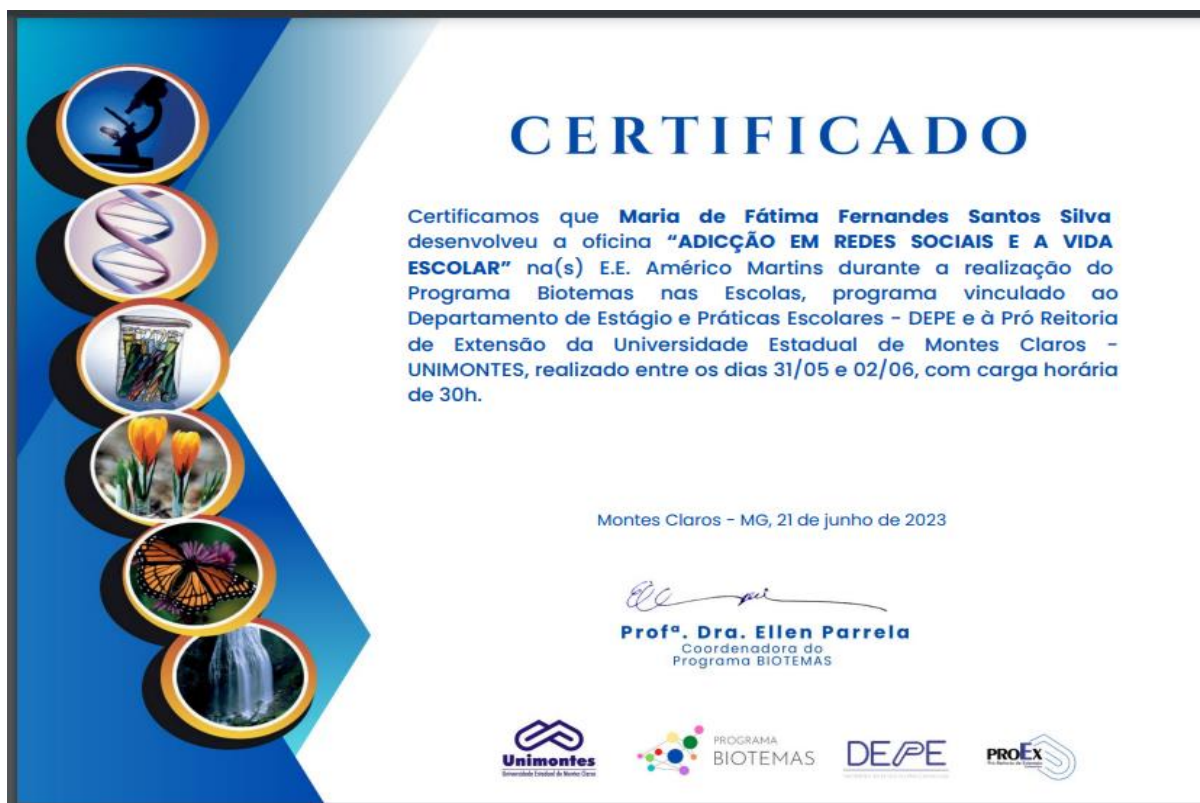 CERTIFICADO
Certificamos que Maria de Fátima Fernandes Santos Silva
desenvolveu a oficina “ADICÇÃO EM REDES SOCIAIS E A VIDA
ESCOLAR” na(s) E.E. Américo Martins durante a realização do
Programa Biotemas nas Escolas, programa vinculado ao
Departamento de Estágio e Práticas Escolares - DEPE e à Pró Reitoria
de Extensão da Universidade Estadual de Montes Claros -
UNIMONTES, realizado entre os dias 31/05 e 02/06, com carga horária
de 30h.
Montes Claros - MG, 21 de junho de 2023
Profª. Dra. Ellen Parrela
Coordenadora do
Programa BIOTEMAS
Unimontes
Universidade Estadual de Montes Claros
PROGRAMA
BIOTEMAS
DEPE
PROEX
Pró-Reitoria de Extensão